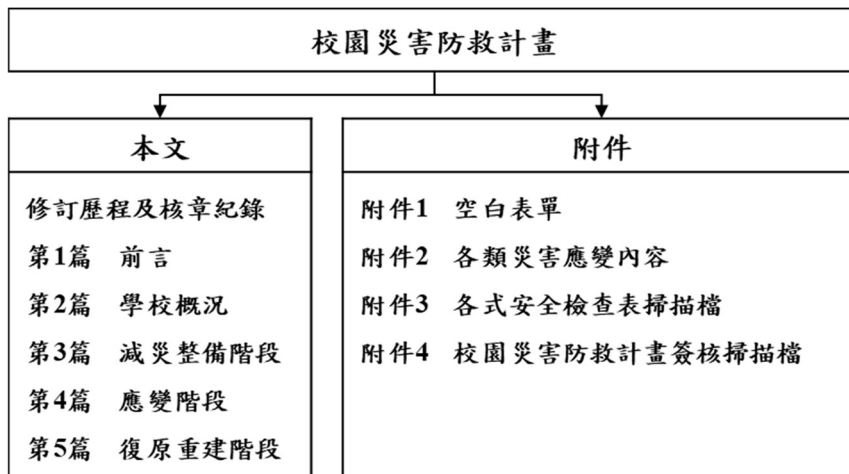 校園災害防救計畫
本文
修訂歷程及核章紀錄
第1篇 前言
第2篇 學校概況
第3篇 減災整備階段
第4篇 應變階段
第5篇 復原重建階段
附件
附件1 空白表單
附件2 各類災害應變內容
附件3 各式安全檢查表掃描檔
附件4 校園災害防救計畫簽核掃描檔